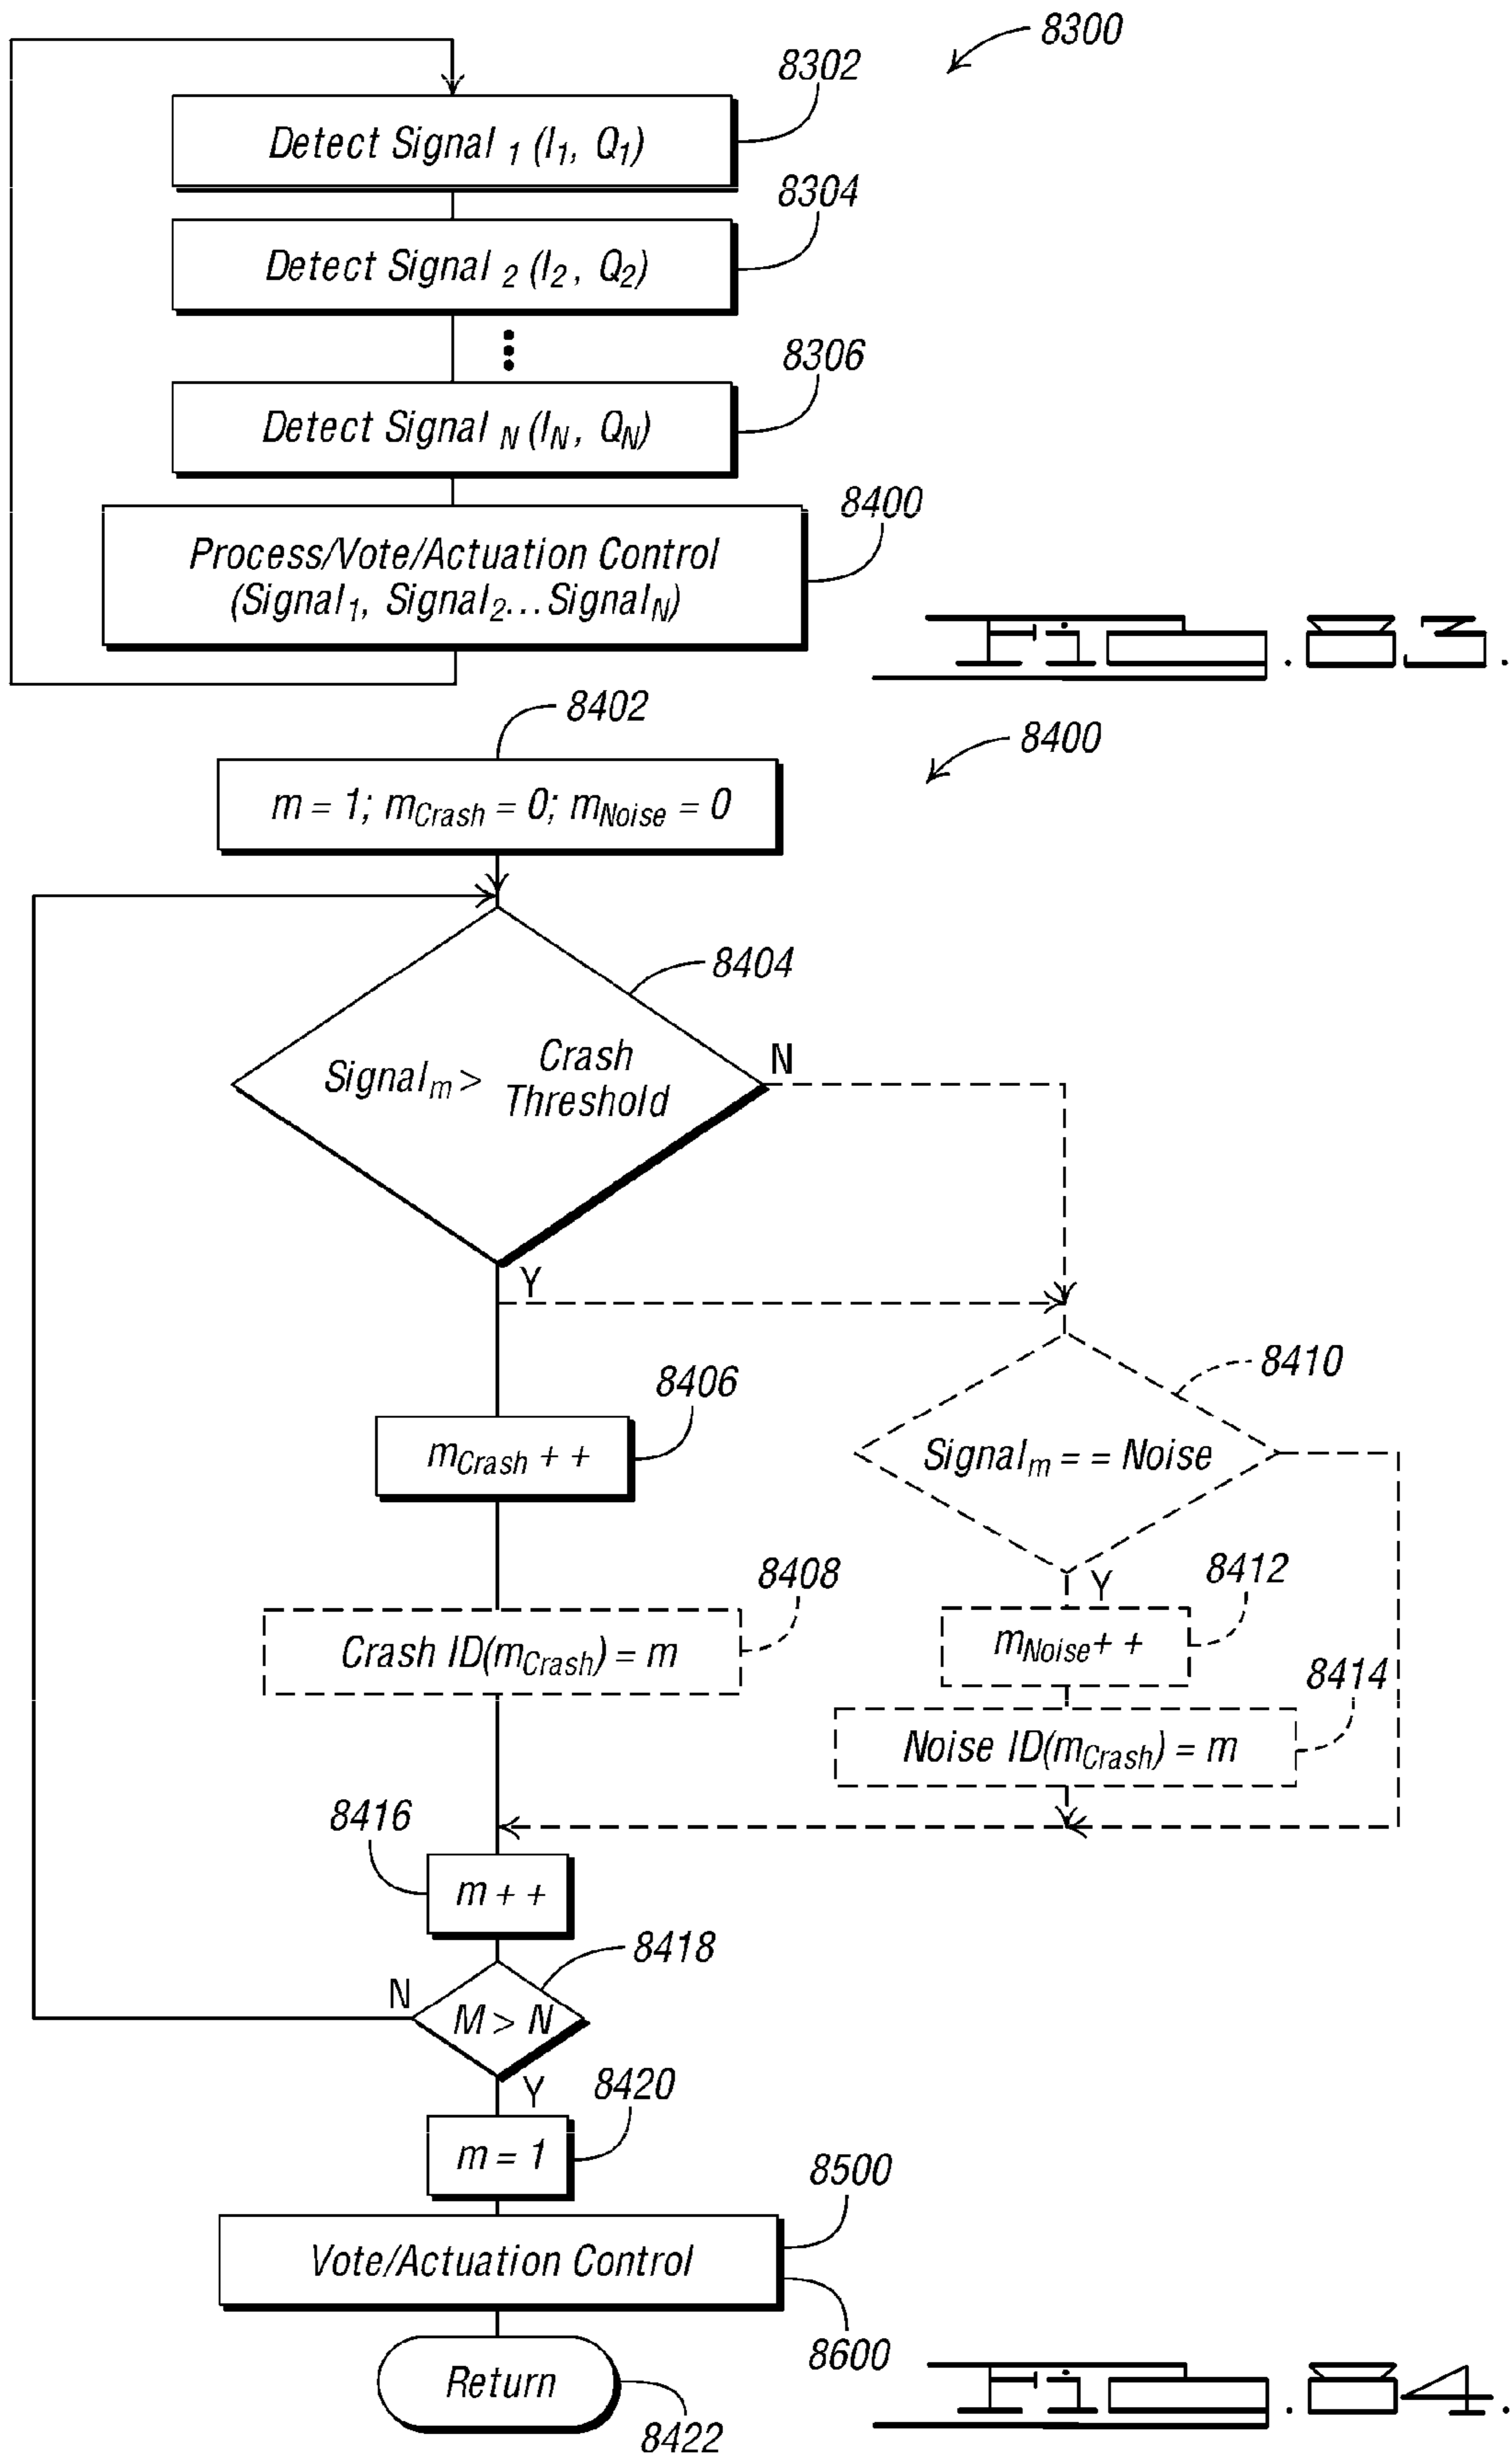 8300
8302
Detect Signal 1 (I1, Q1)
8304
Detect Signal 2 (I2, Q2)
8306
Detect Signal N (IN, QN)
8400
Process/Vote/Actuation Control
(Signal1, Signal2...SignalN)
Fig. 83.
8402
8400
m = 1; mCrash = 0; mNoise = 0
8404
Signalm > Crash
Threshold
N
Y
8410
8406
Signalm = = Noise
mCrash + +
8408
8412
Y
Crash ID(mCrash) = m
mNoise+ +
8414
Noise ID(mCrash) = m
8416
m + +
8418
N
M > N
Y
8420
m = 1
8500
Vote/Actuation Control
8600
Return
8422
Fig. 84.